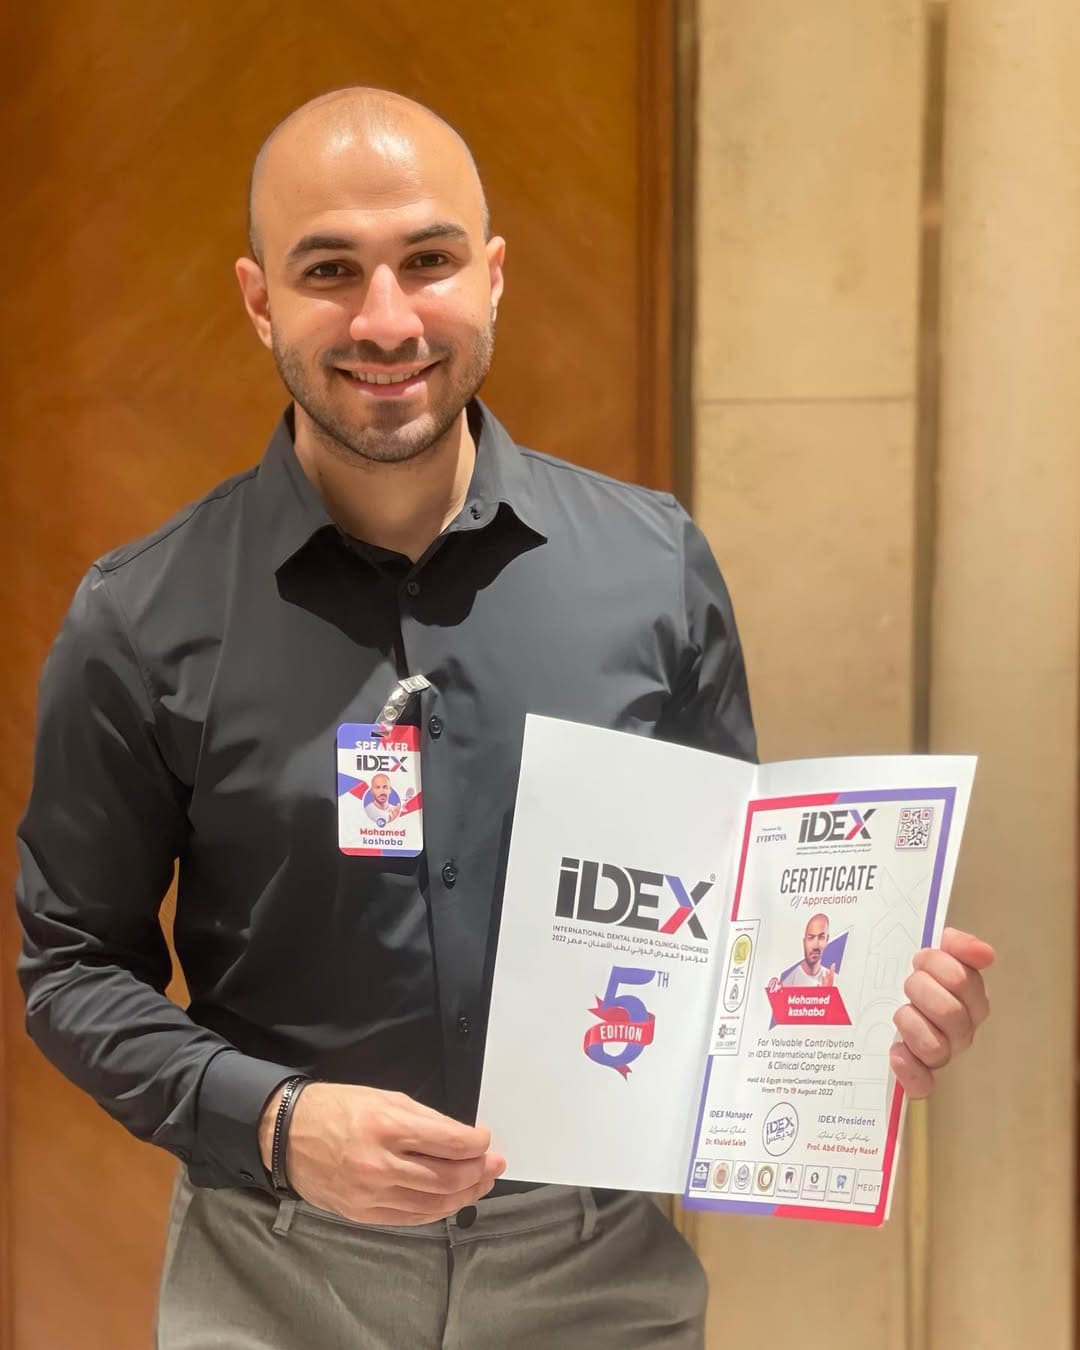 SPEAKER
iDEX
Dr.
Mohamed
kashaba
iDEX®
INTERNATIONAL DENTAL EXPO & CLINICAL CONGRESS
المؤتمر و المعرض الدولي لطب الأسنان - مصر 2022
5TH
EDITION
EVERTOYA
iDEX
CERTIFICATE
Of Appreciation
Dr.
Mohamed
kashaba
For Valuable Contribution
in IDEX International Dental Expo
& Clinical Congress
Held At Egypt InterContinental Citystars
From 17 To 19 August 2022
IDEX Manager
Dr. Khaled Saleh
iDEX
ايديكس
IDEX President
Prof. Abd Elhady Nasef
MEDIT